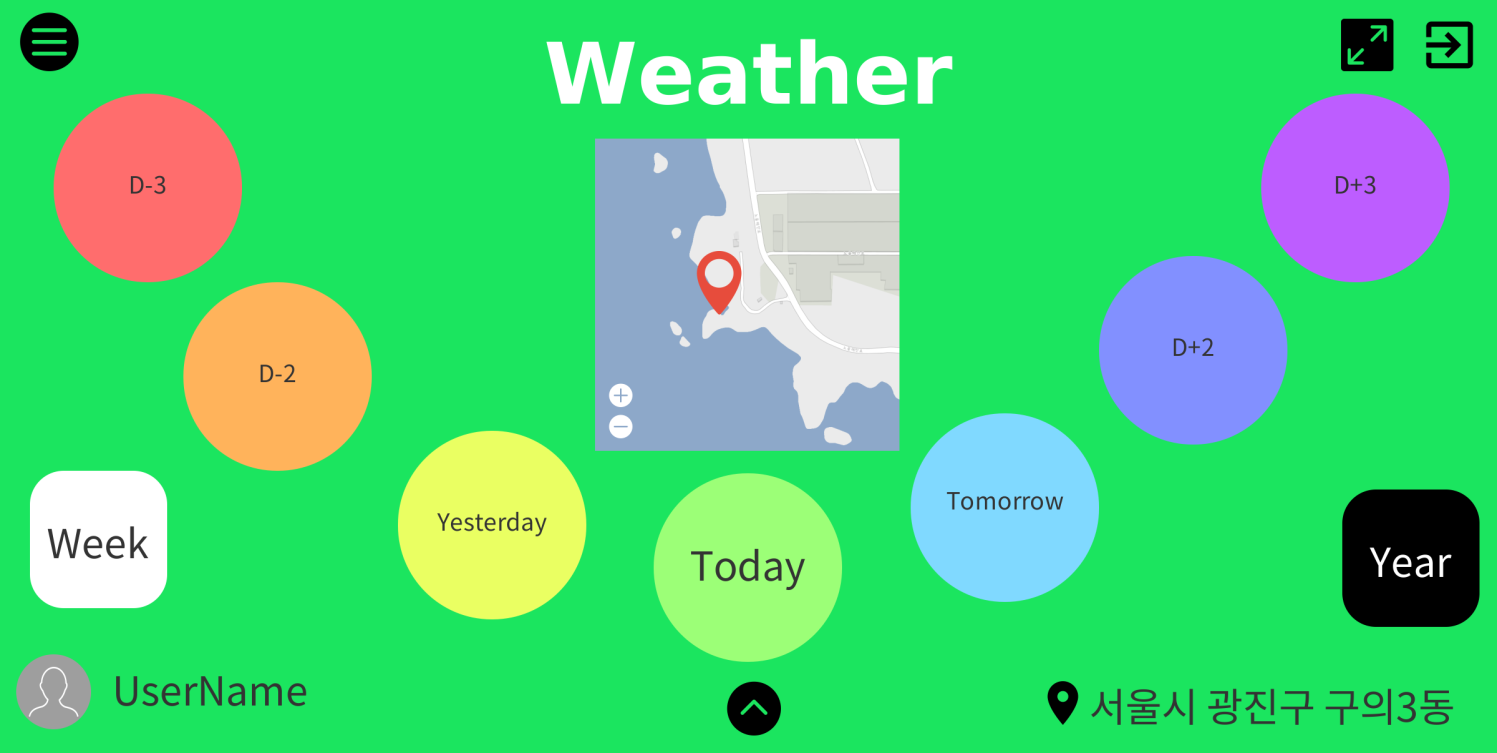 Weather
D-3
D+3
D-2
D+2
Yesterday
Today
Tomorrow
Week
Year
UserName
서울시 광진구 구의3동